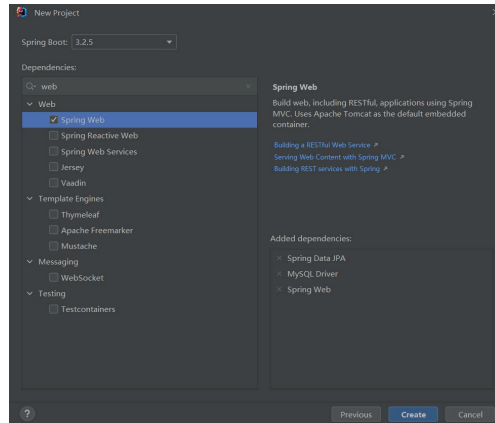 New Project
Spring Boot: 3.2.5
Dependencies:
web
Web
Spring Web
Spring Reactive Web
Spring Web Services
Jersey
Vaadin
Template Engines
Thymeleaf
Apache Freemarker
Mustache
Messaging
WebSocket
Testing
Testcontainers
Spring Web
Build web, including RESTful, applications using Spring
MVC. Uses Apache Tomcat as the default embedded
container.
Building a RESTful Web Service ↗
Serving Web Content with Spring MVC ↗
Building REST services with Spring ↗
Added dependencies:
× Spring Data JPA
× MySQL Driver
× Spring Web
?
Previous
Create
Cancel